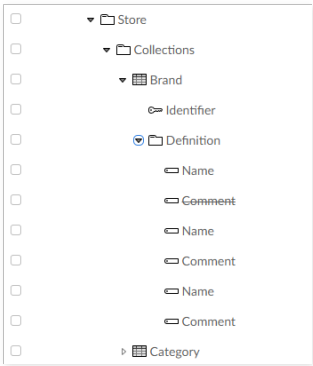 Store
Collections
Brand
Identifier
Definition
Name
Comment
Name
Comment
Name
Comment
Category